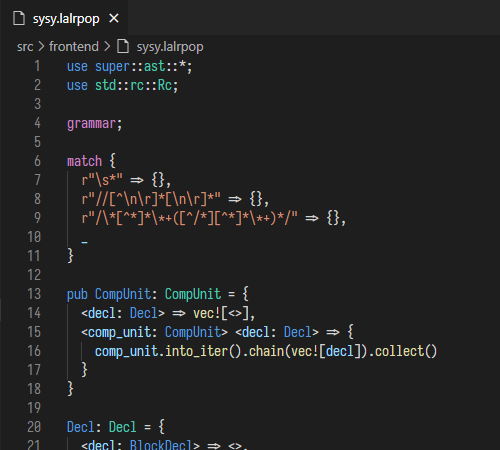 sysy.lalrpop ×
src > frontend > sysy.lalrpop
1 use super::ast::*;
2 use std::rc::Rc;
3
4 grammar;
5
6 match {
7 r"\s*" => {},
8 r"//[^\n\r]*[\n\r]*" => {},
9 r"/\*[^*]*\*+([^/*][^*]*\*+)*/" => {},
10 _
11 }
12
13 pub CompUnit: CompUnit = {
14 <decl: Decl> => vec![<>],
15 <comp_unit: CompUnit> <decl: Decl> => {
16 comp_unit.into_iter().chain(vec![decl]).collect()
17 }
18 }
19
20 Decl: Decl = {
21 <decl: BlockDecl> => <>,